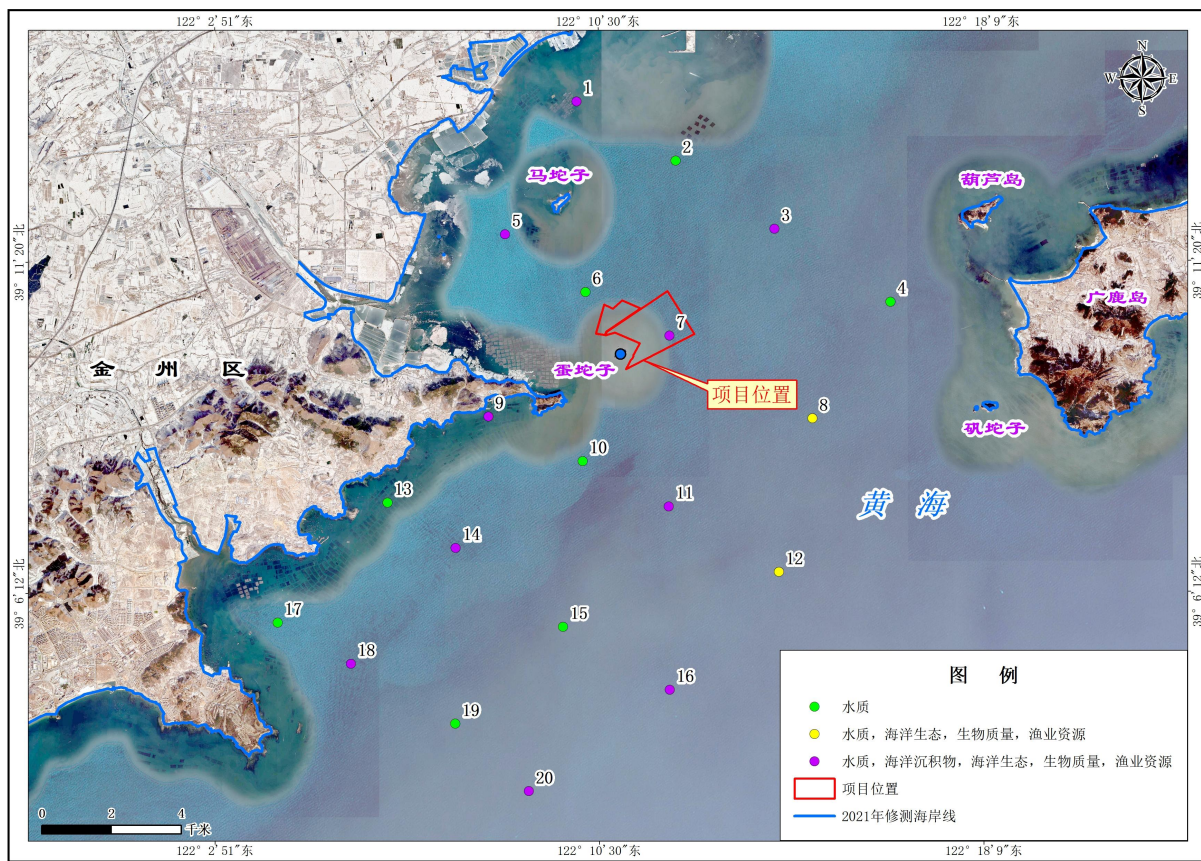 122° 2'51"东
122° 10'30"东
122° 18'9"东
N
W
E
S
1
2
马坨子
葫芦岛
5
3
39° 11'20"北
39° 11'20"北
6
4
广鹿岛
7
金 州 区
蛋坨子
项目位置
9
8
矾坨子
10
13
11
黄 海
14
12
39° 6'12"北
39° 6'12"北
17
15
18
16
19
20
图 例
水质
水质，海洋生态，生物质量，渔业资源
水质，海洋沉积物，海洋生态，生物质量，渔业资源
项目位置
2021年修测海岸线
0 2 4
千米
122° 2'51"东
122° 10'30"东
122° 18'9"东